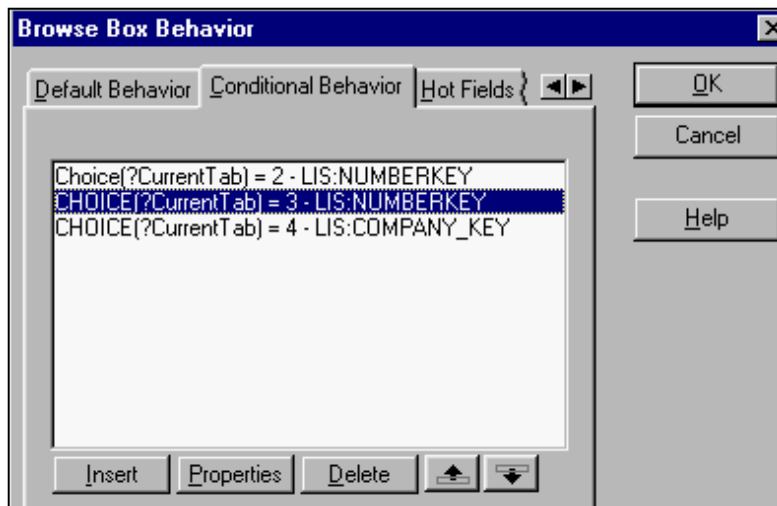 Browse Box Behavior
Default Behavior Conditional Behavior Hot Fields
OK
Cancel
Help
Choice(?CurrentTab) = 2 - LIS:NUMBERKEY
CHOICE(?CurrentTab) = 3 - LIS:NUMBERKEY
CHOICE(?CurrentTab) = 4 - LIS:COMPANY_KEY
Insert Properties Delete